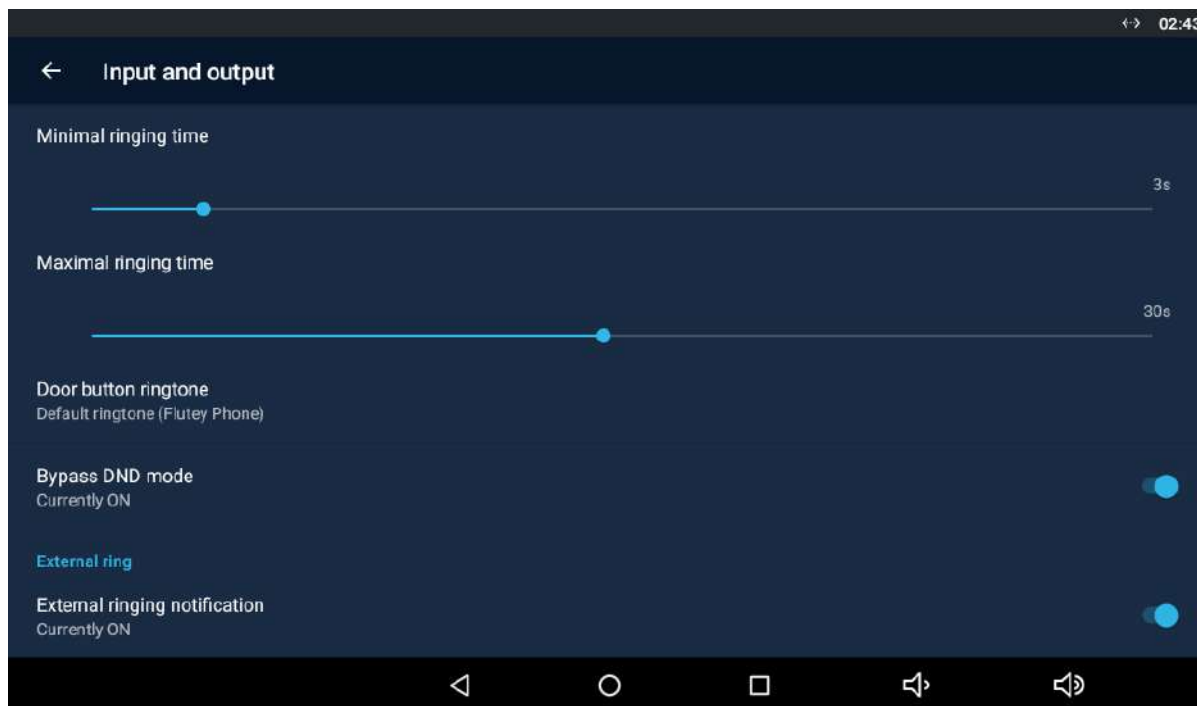 02:43
Input and output
Minimal ringing time
3s
Maximal ringing time
30s
Door button ringtone
Default ringtone (Flutey Phone)
Bypass DND mode
Currently ON
External ring
External ringing notification
Currently ON